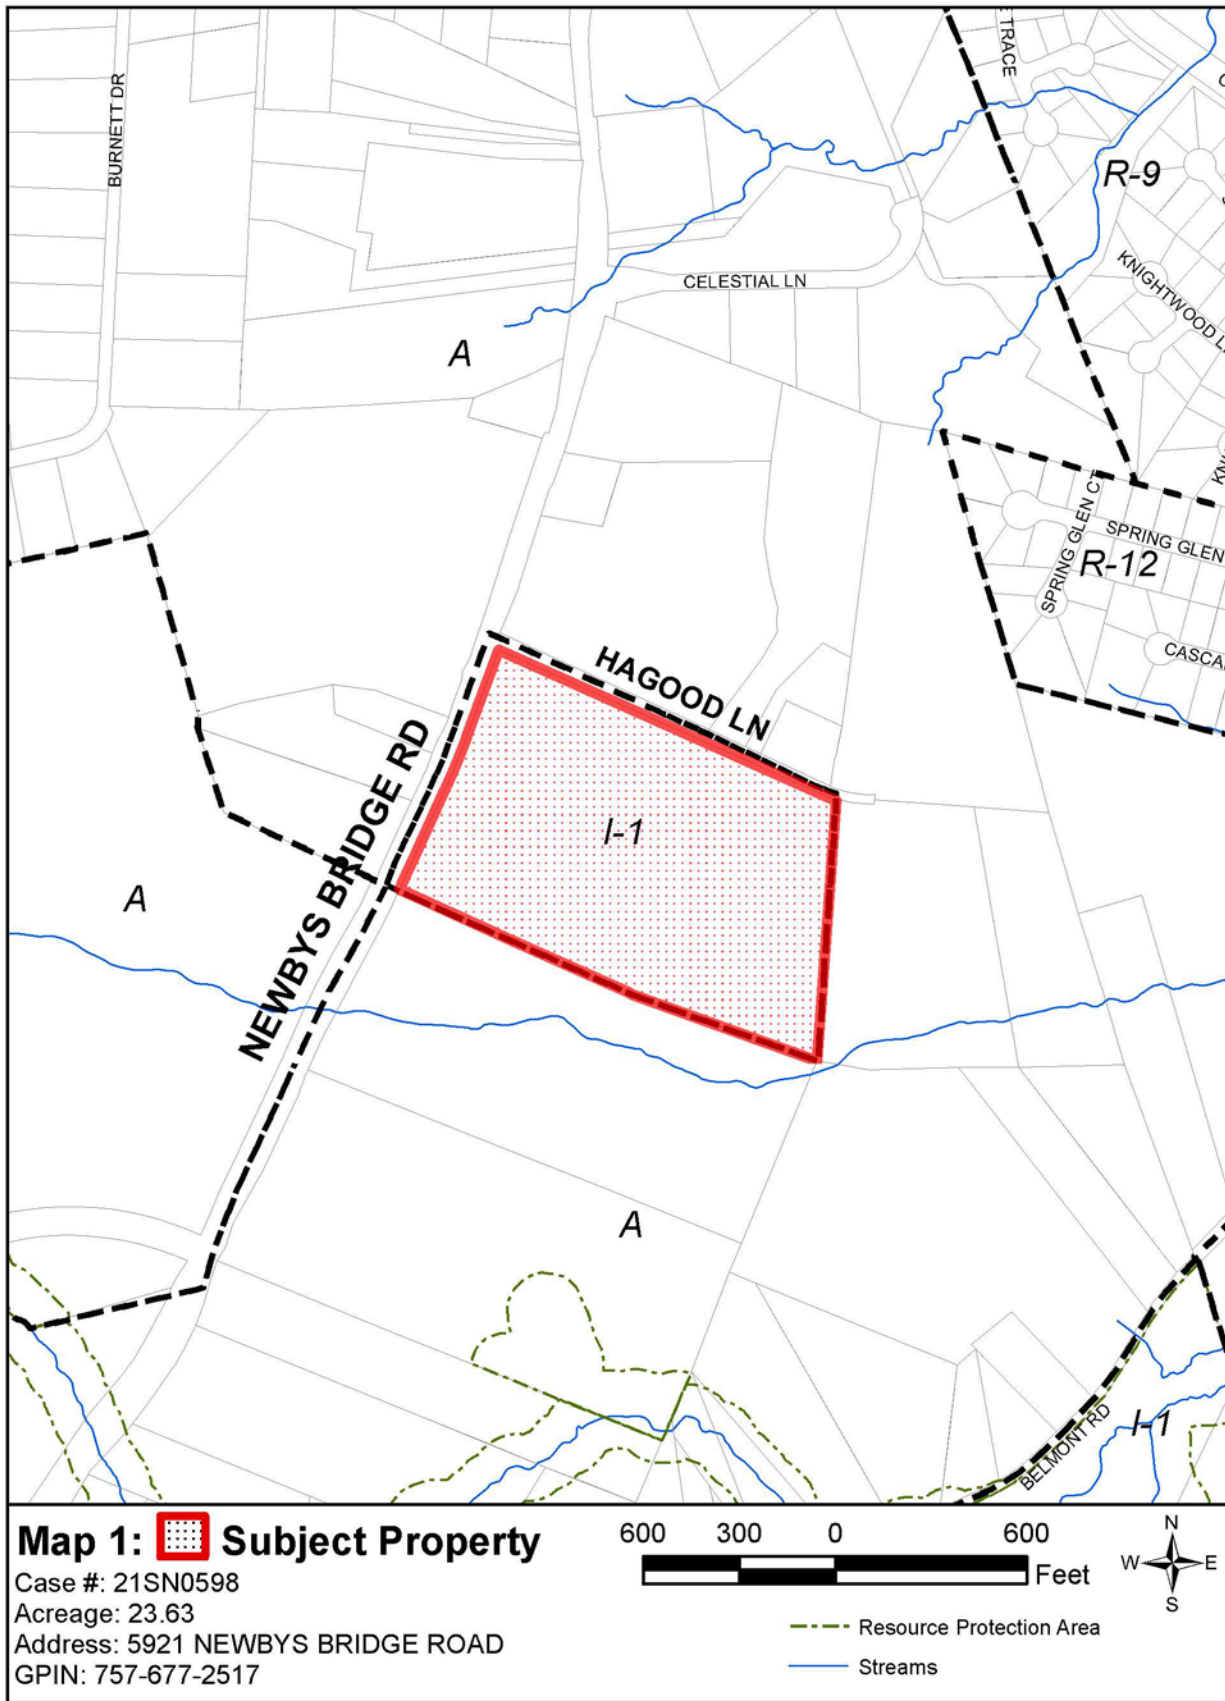 E TRACE
BURNETT DR
R-9
KNIGHTWOOD L
CELESTIAL LN
A
SPRING GLEN CT
SPRING GLEN
R-12
CASCA
HAGOOD LN
NEWBYS BRIDGE RD
I-1
A
A
BELMONT RD
I-1
Map 1: Subject Property
Case #: 21SN0598
Acreage: 23.63
Address: 5921 NEWBYS BRIDGE ROAD
GPIN: 757-677-2517
600 300 0 600
Feet
N
W E
S
Resource Protection Area
Streams